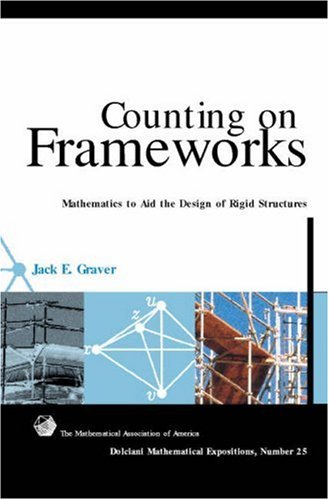 Counting on
Frameworks
Mathematics to Aid the Design of Rigid Structures
Jack E. Graver
u
z
x
v
The Mathematical Association of America
Dolciani Mathematical Expositions, Number 25